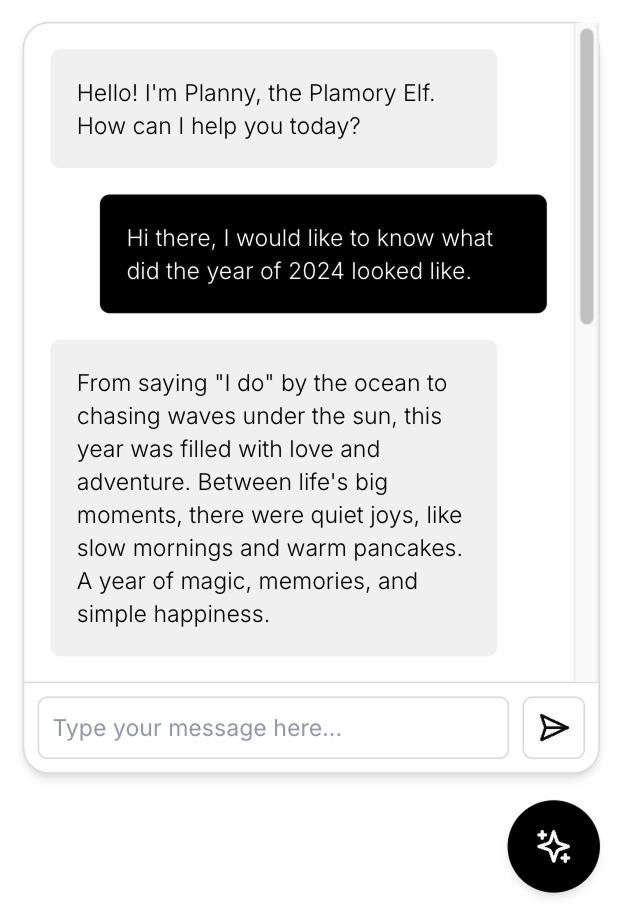 Hello! I'm Planny, the Plamory Elf.
How can I help you today?
Hi there, I would like to know what
did the year of 2024 looked like.
From saying "I do" by the ocean to
chasing waves under the sun, this
year was filled with love and
adventure. Between life's big
moments, there were quiet joys, like
slow mornings and warm pancakes.
A year of magic, memories, and
simple happiness.
Type your message here...